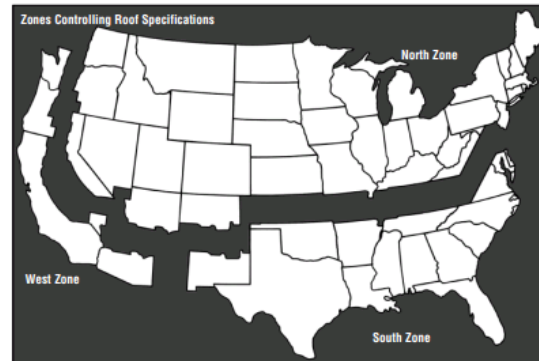 Zones Controlling Roof Specifications
North Zone
West Zone
South Zone